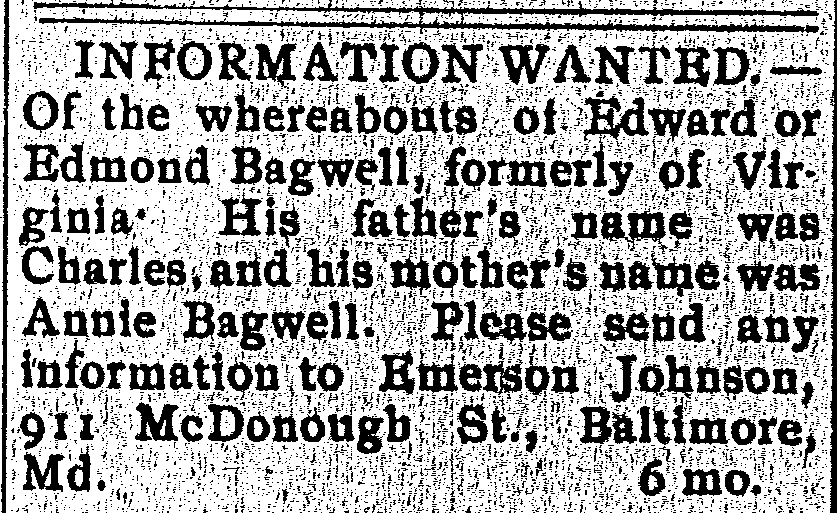 INFORMATION WANTED.—
Of the whereabouts of Edward or
Edmond Bagwell, formerly of Vir-
ginia. His father's name was
Charles, and his mother's name was
Annie Bagwell. Please send any
information to Emerson Johnson,
911 McDonough St., Baltimore,
Md. 6 mo.